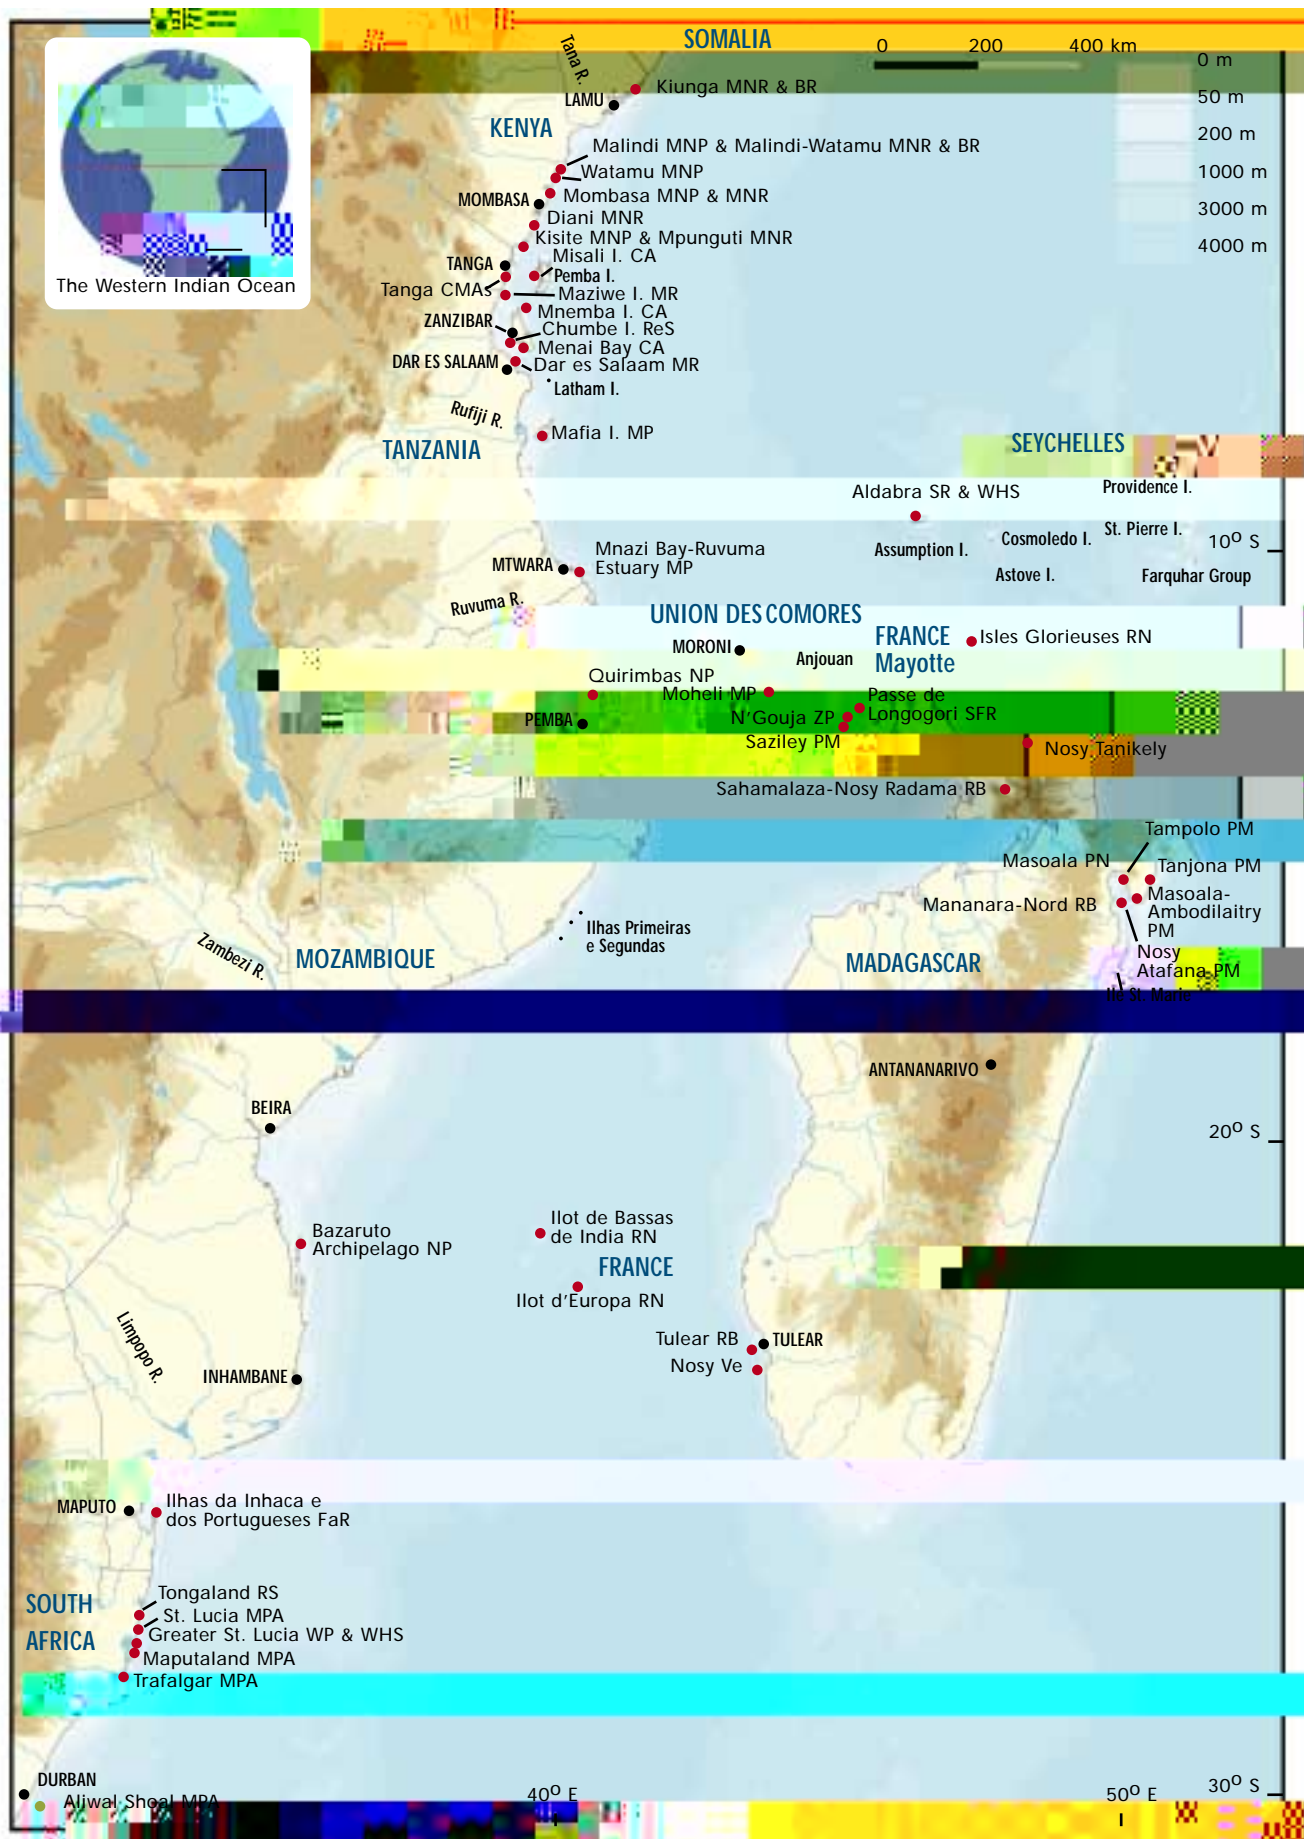 SOMALIA
0 200 400 km
0 m
50 m
200 m
1000 m
3000 m
4000 m
Tana R.
Kiunga MNR & BR
LAMU
KENYA
Malindi MNP & Malindi-Watamu MNR & BR
Watamu MNP
MOMBASA
Mombasa MNP & MNR
Diani MNR
Kisite MNP & Mpunguti MNR
Misali I. CA
TANGA
Pemba I.
The Western Indian Ocean
Tanga CMAs
Maziwe I. MR
Mnemba I. CA
ZANZIBAR
Chumbe I. ReS
Menai Bay CA
DAR ES SALAAM
Dar es Salaam MR
Latham I.
Rufiji R.
Mafia I. MP
TANZANIA
SEYCHELLES
Aldabra SR & WHS
Providence I.
St. Pierre I.
Cosmoledo I.
10º S
Assumption I.
Astove I.
Farquhar Group
MTWARA
Mnazi Bay-Ruvuma
Estuary MP
Ruvuma R.
UNION DES COMORES
FRANCE
Mayotte
Isles Glorieuses RN
MORONI
Anjouan
Quirimbas NP
Moheli MP
Passe de
Longogori SFR
PEMBA
N'Gouja ZP
Saziley PM
Nosy Tanikely
Sahamalaza-Nosy Radama RB
Tampolo PM
Masoala PN
Tanjona PM
Mananara-Nord RB
Masoala-
Ambodilaitry
PM
Ilhas Primeiras
e Segundas
Zambezi R.
MOZAMBIQUE
MADAGASCAR
Nosy
Atafana PM
Ile St. Marie
ANTANANARIVO
BEIRA
20º S
Bazaruto
Archipelago NP
Ilot de Bassas
de India RN
FRANCE
Ilot d'Europa RN
Limpopo R.
Tulear RB
TULEAR
Nosy Ve
INHAMBANE
MAPUTO
Ilhas da Inhaca e
dos Portugueses FaR
SOUTH
AFRICA
Tongaland RS
St. Lucia MPA
Greater St. Lucia WP & WHS
Maputaland MPA
Trafalgar MPA
DURBAN
Aliwal Shoal MPA
40º E
50º E
30º S